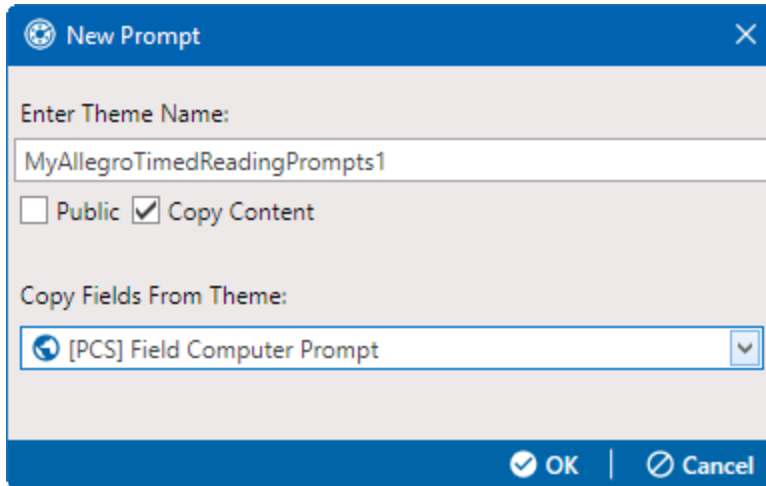 New Prompt
Enter Theme Name:
MyAllegroTimedReadingPrompts1
Public Copy Content
Copy Fields From Theme:
[PCS] Field Computer Prompt
OK Cancel